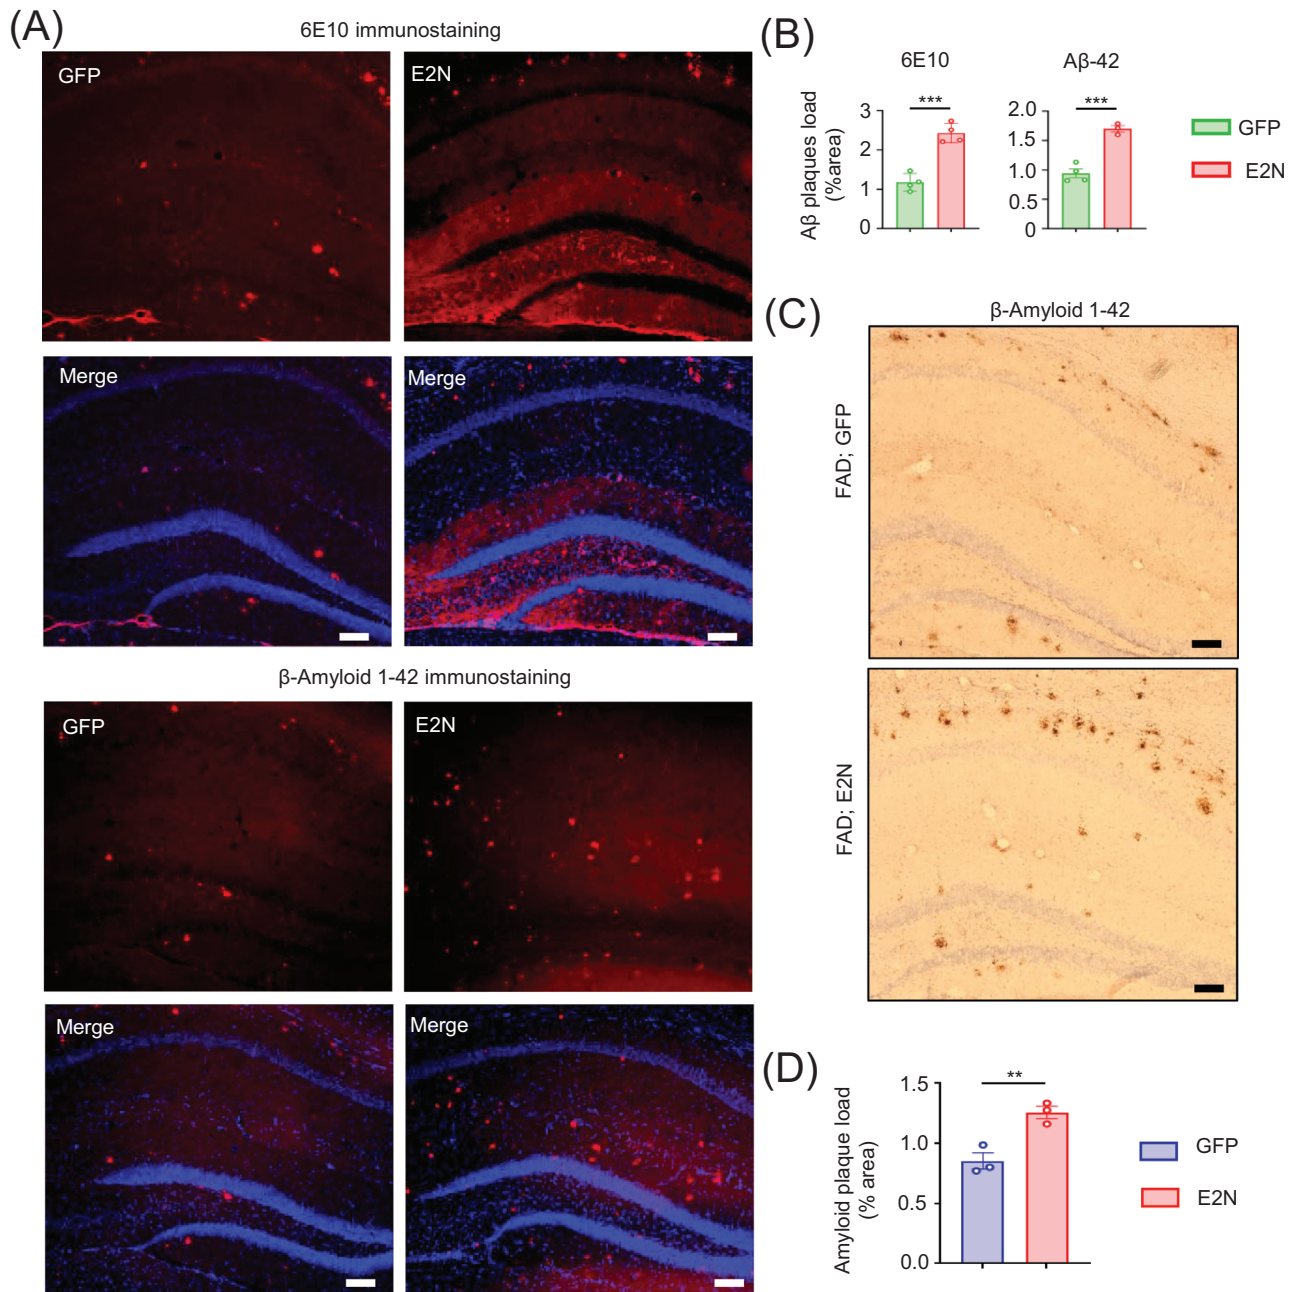 (A)
6E10 immunostaining
GFP
E2N
Merge
Merge
β-Amyloid 1-42 immunostaining
GFP
E2N
Merge
Merge
(B)
6E10
Aβ-42
Aβ plaques load
(%area)
3
2
1
0
***
2.0
1.5
1.0
0.5
0
***
GFP
E2N
(C)
β-Amyloid 1-42
FAD; GFP
FAD; E2N
(D)
Amyloid plaque load
(% area)
1.5
1.0
0.5
0.0
**
GFP
E2N